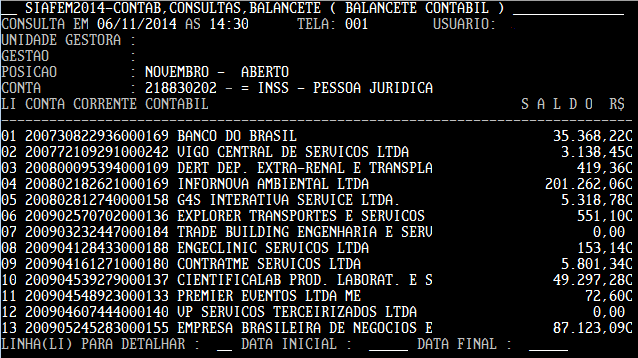 __ SIAFEM2014-CONTAB,CONSULTAS,BALANCETE ( BALANCETE CONTABIL ) ______________
CONSULTA EM 06/11/2014 AS 14:30 TELA: 001 USUARIO:
UNIDADE GESTORA :
GESTAO :
POSICAO : NOVEMBRO - ABERTO
CONTA : 218830202 - = INSS - PESSOA JURIDICA
LI CONTA CORRENTE CONTABIL S A L D O R$
01 200730822936000169 BANCO DO BRASIL 35.368,22C
02 200772109291000242 VIGO CENTRAL DE SERVICOS LTDA 3.138,45C
03 200800095394000109 DERT DEP. EXTRA-RENAL E TRANSPLA 419,36C
04 200802182621000169 INFORNOVA AMBIENTAL LTDA 201.262,06C
05 200802812740000158 G4S INTERATIVA SERVICE LTDA. 5.318,78C
06 200902570702000136 EXPLORER TRANSPORTES E SERVICOS 551,10C
07 200903232447000184 TRADE BUILDING ENGENHARIA E SERV 0,00
08 200904128433000188 ENGECLINIC SERVICOS LTDA 153,14C
09 200904161271000180 CONTRATME SERVICOS LTDA 5.801,34C
10 200904539279000137 CIENTIFICALAB PROD. LABORAT. E S 49.297,28C
11 200904548923000133 PREMIER EVENTOS LTDA ME 72,60C
12 200904607444000140 VP SERVICOS TERCEIRIZADOS LTDA 0,00
13 200905245283000155 EMPRESA BRASILEIRA DE NEGOCIOS E 87.123,09C
LINHA(LI) PARA DETALHAR : __ DATA INICIAL : _____ DATA FINAL : _____